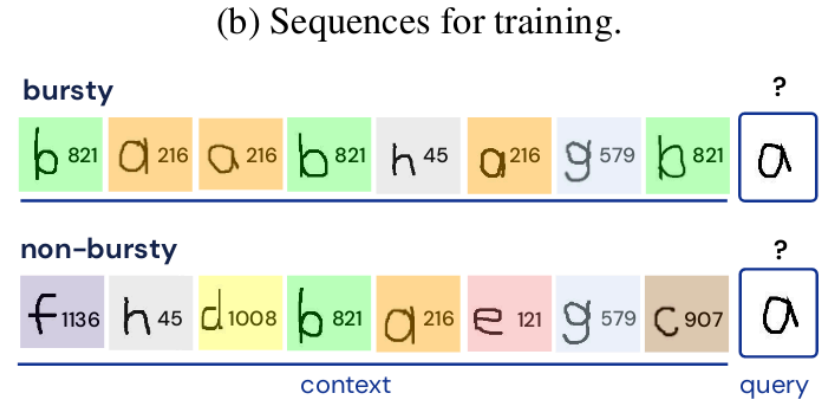 (b) Sequences for training.
bursty
?
b 821 a 216 a 216 b 821 h 45 a 216 g 579 b 821 a
non-bursty
?
f 1136 h 45 d 1008 b 821 a 216 e 121 g 579 c 907 a
context query